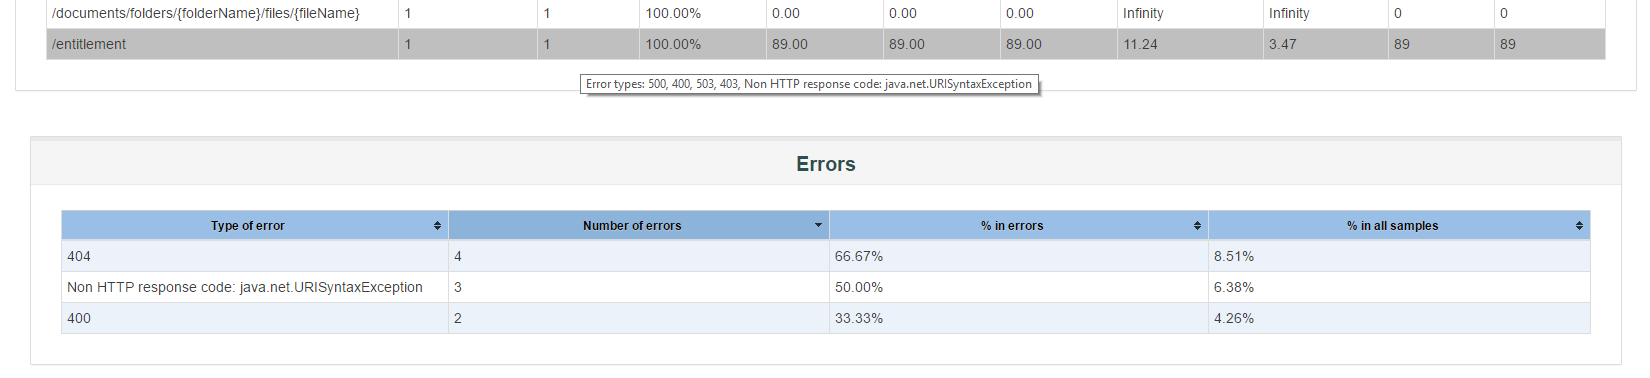 /documents/folders/{folderName}/files/{fileName} 1 1 100.00% 0.00 0.00 0.00 Infinity Infinity 0 0
/entitlement 1 1 100.00% 89.00 89.00 89.00 11.24 3.47 89 89
Error types: 500, 400, 503, 403, Non HTTP response code: java.net.URISyntaxException
Errors
Type of error Number of errors % in errors % in all samples
404 4 66.67% 8.51%
Non HTTP response code: java.net.URISyntaxException 3 50.00% 6.38%
400 2 33.33% 4.26%